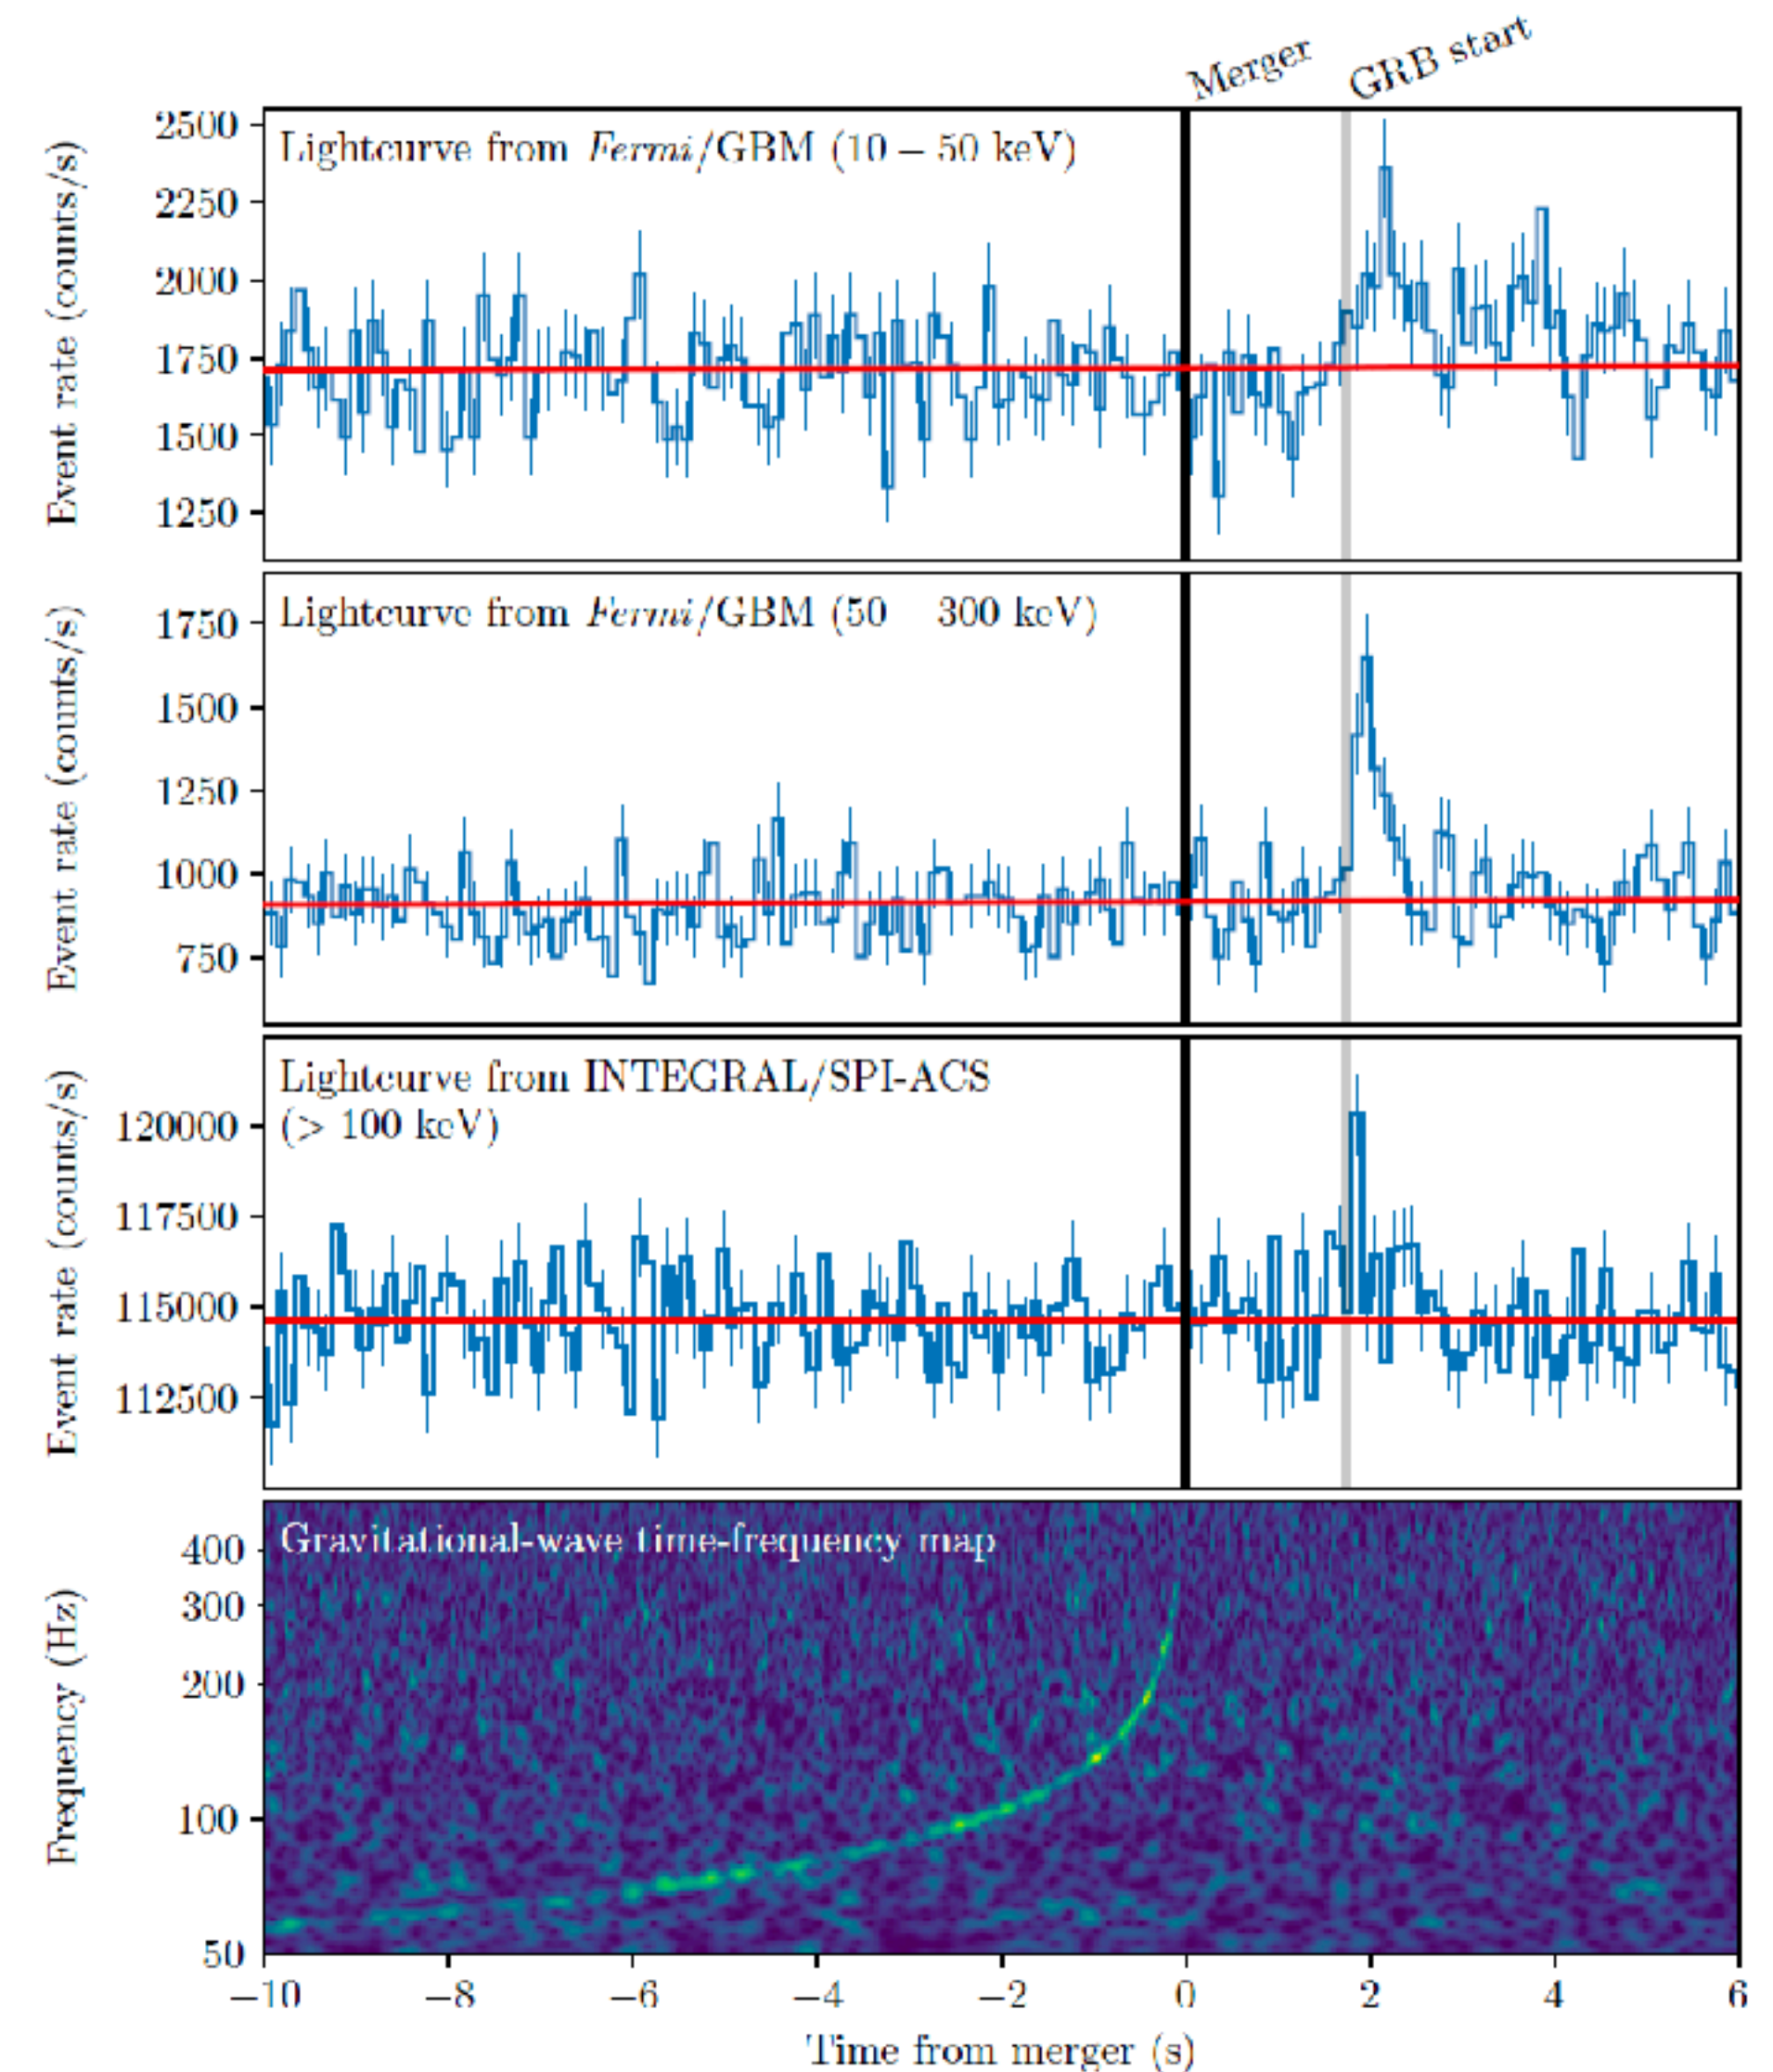 Merger
GRB start
Event rate (counts/s)
2500
2250
2000
1750
1500
1250
Lightcurve from Fermi/GBM (10 – 50 keV)
Event rate (counts/s)
1750
1500
1250
1000
750
Lightcurve from Fermi/GBM (50   300 keV)
Event rate (counts/s)
120000
117500
115000
112500
Lightcurve from INTEGRAL/SPI-ACS
(> 100 keV)
Frequency (Hz)
400
300
200
100
50
Gravitational-wave time-frequency map
−10 −8 −6 −4 −2 0 2 4 6
Time from merger (s)